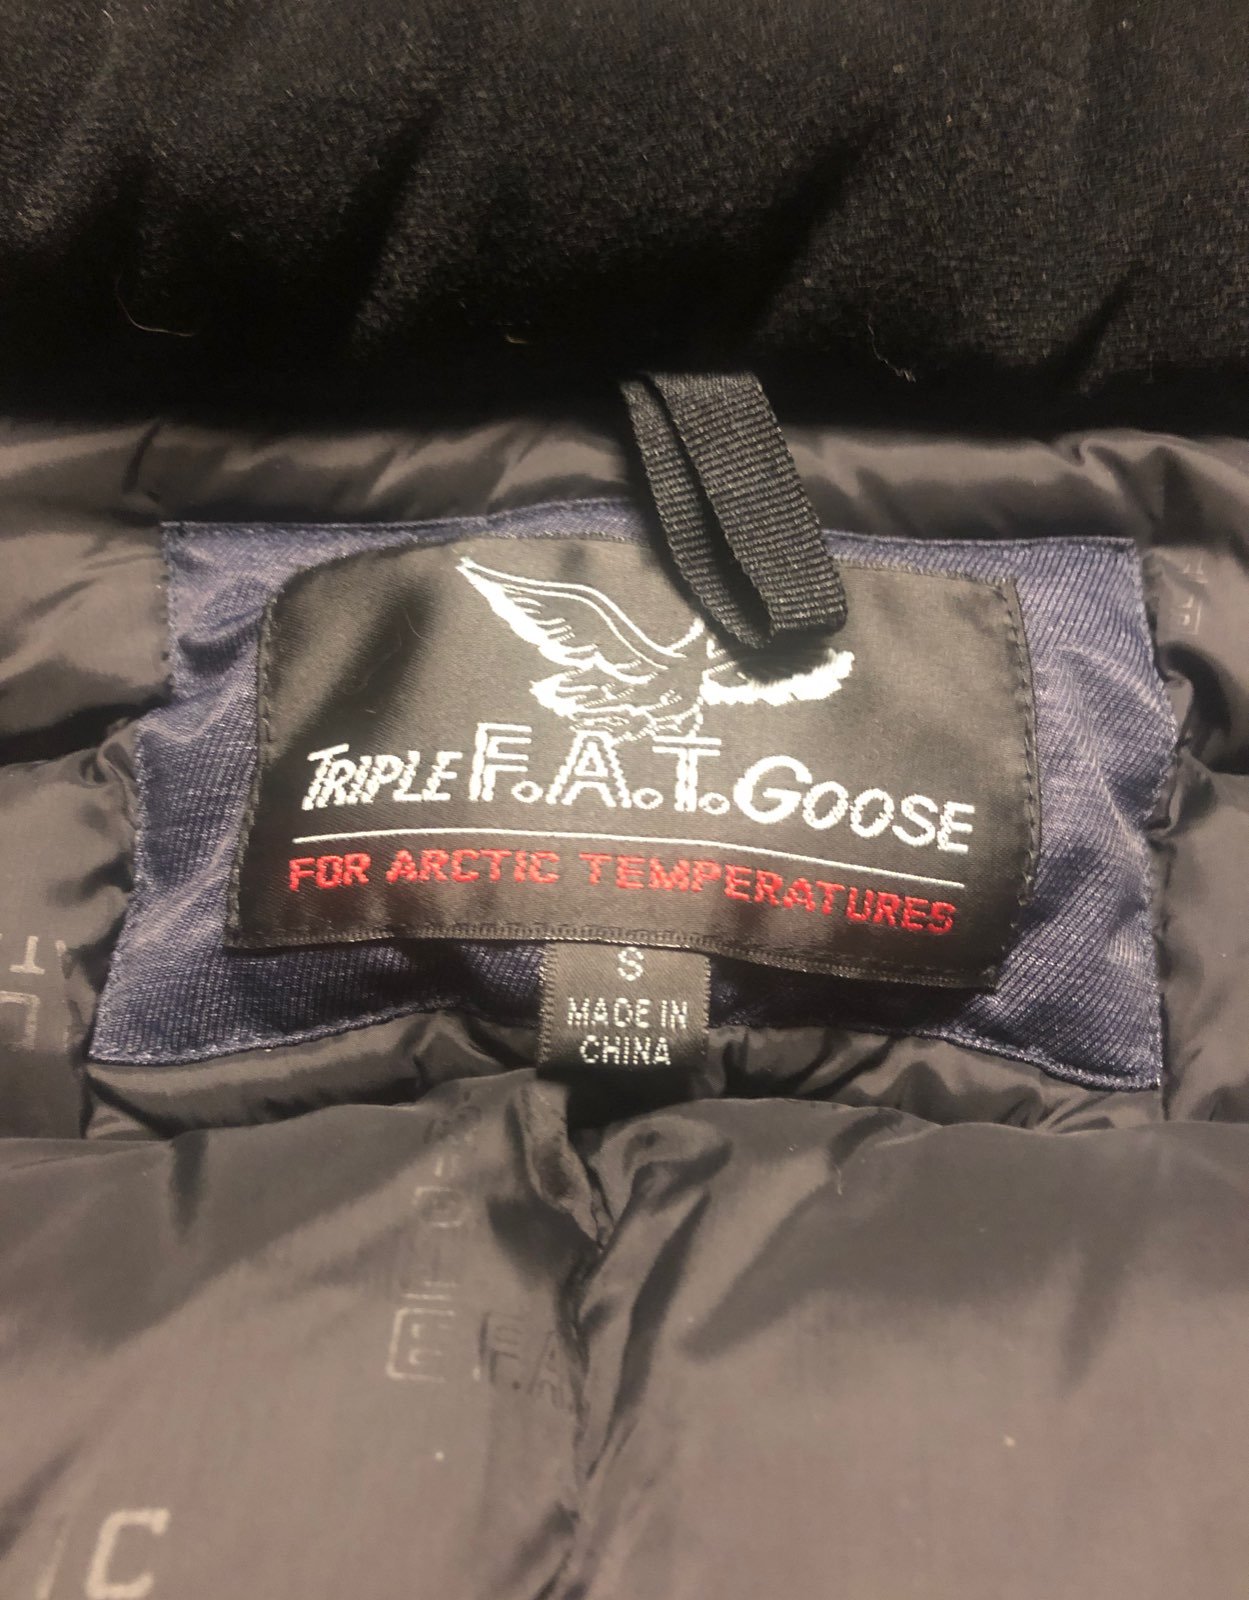 TRIPLE F.A.T. GOOSE
FOR ARCTIC TEMPERATURES
S
MADE IN
CHINA